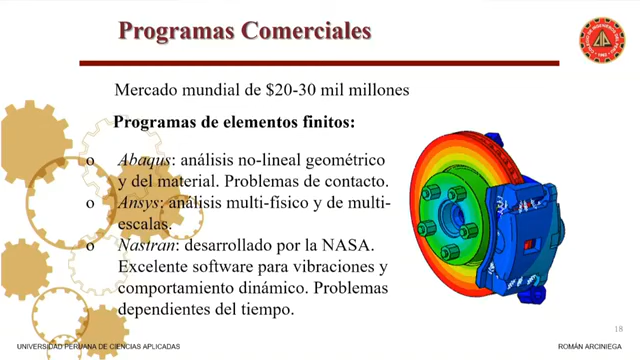 Programas Comerciales
Mercado mundial de $20-30 mil millones
Programas de elementos finitos:
o Abaqus: análisis no-lineal geométrico
y del material. Problemas de contacto.
o Ansys: análisis multi-físico y de multi-
escalas.
o Nastran: desarrollado por la NASA.
Excelente software para vibraciones y
comportamiento dinámico. Problemas
dependientes del tiempo.
18
UNIVERSIDAD PERUANA DE CIENCIAS APLICADAS
ROMÁN ARCINIEGA